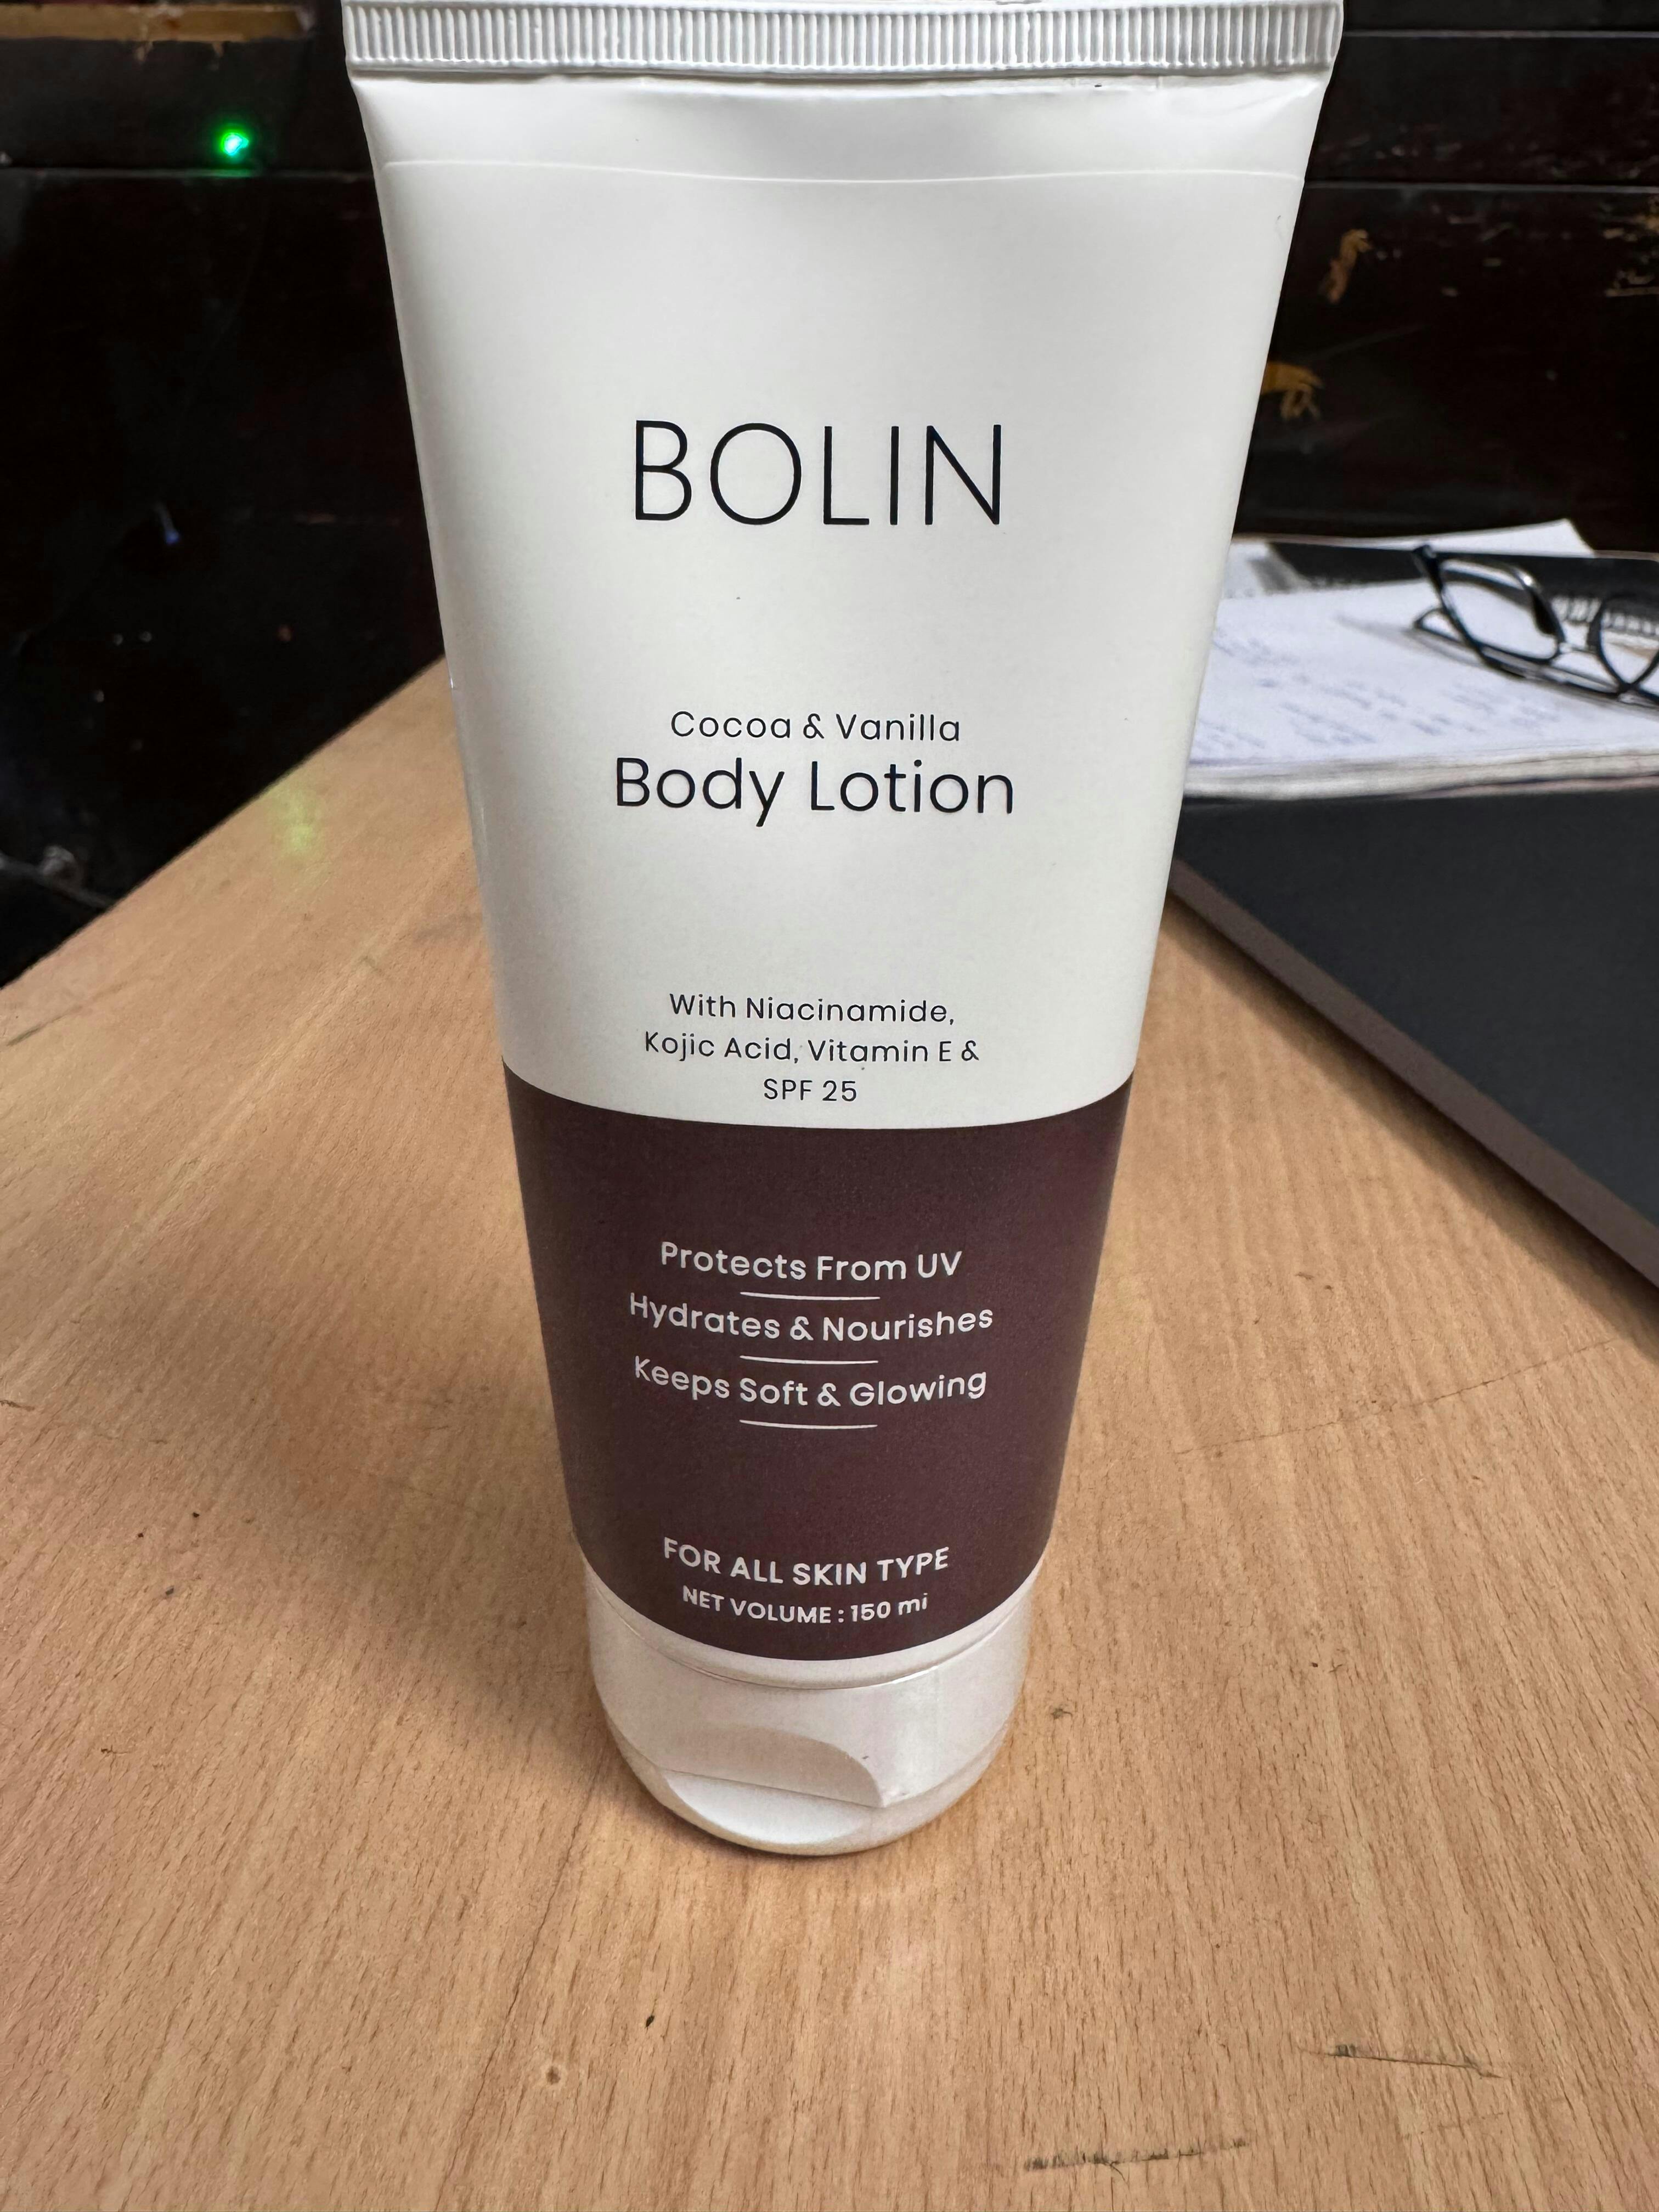 BOLIN
Cocoa & Vanilla
Body Lotion
With Niacinamide,
Kojic Acid, Vitamin E &
SPF 25
Protects From UV
Hydrates & Nourishes
Keeps Soft & Glowing
FOR ALL SKIN TYPE
NET VOLUME : 150 ml